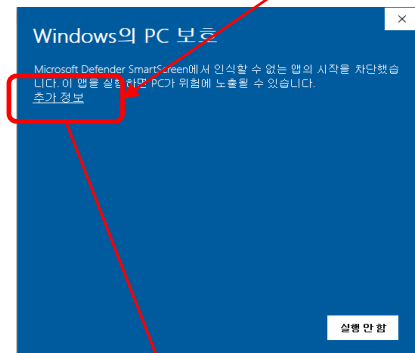 Windows의 PC 보호
Microsoft Defender SmartScreen에서 인식할 수 없는 앱의 시작을 차단했습
니다. 이 앱을 실행하면 PC가 위험에 노출될 수 있습니다.
추가 정보
실행 안 함